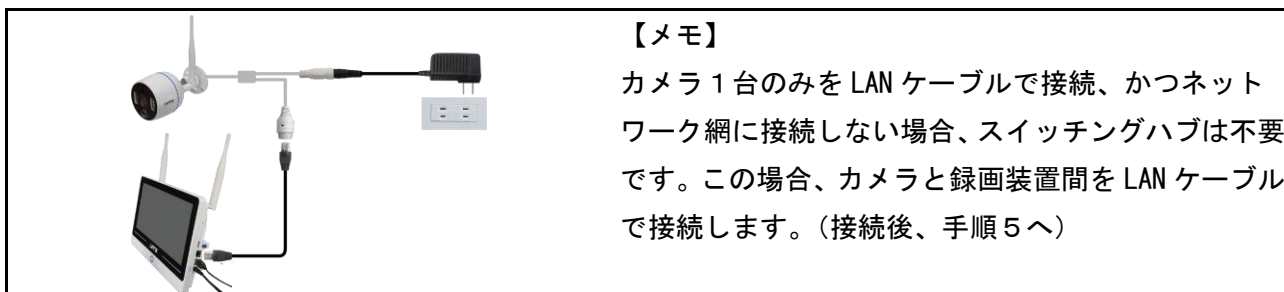 【メモ】
カメラ１台のみを LAN ケーブルで接続、かつネット
ワーク網に接続しない場合、スイッチングハブは不要
です。この場合、カメラと録画装置間を LAN ケーブル
で接続します。（接続後、手順５へ）